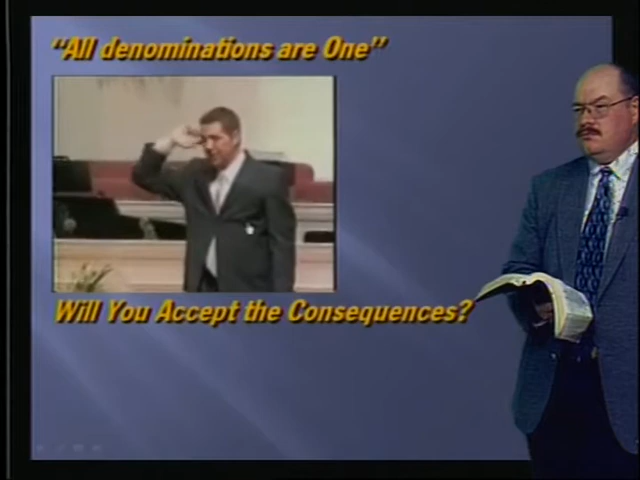 "All denominations are One"
Will You Accept the Consequences?